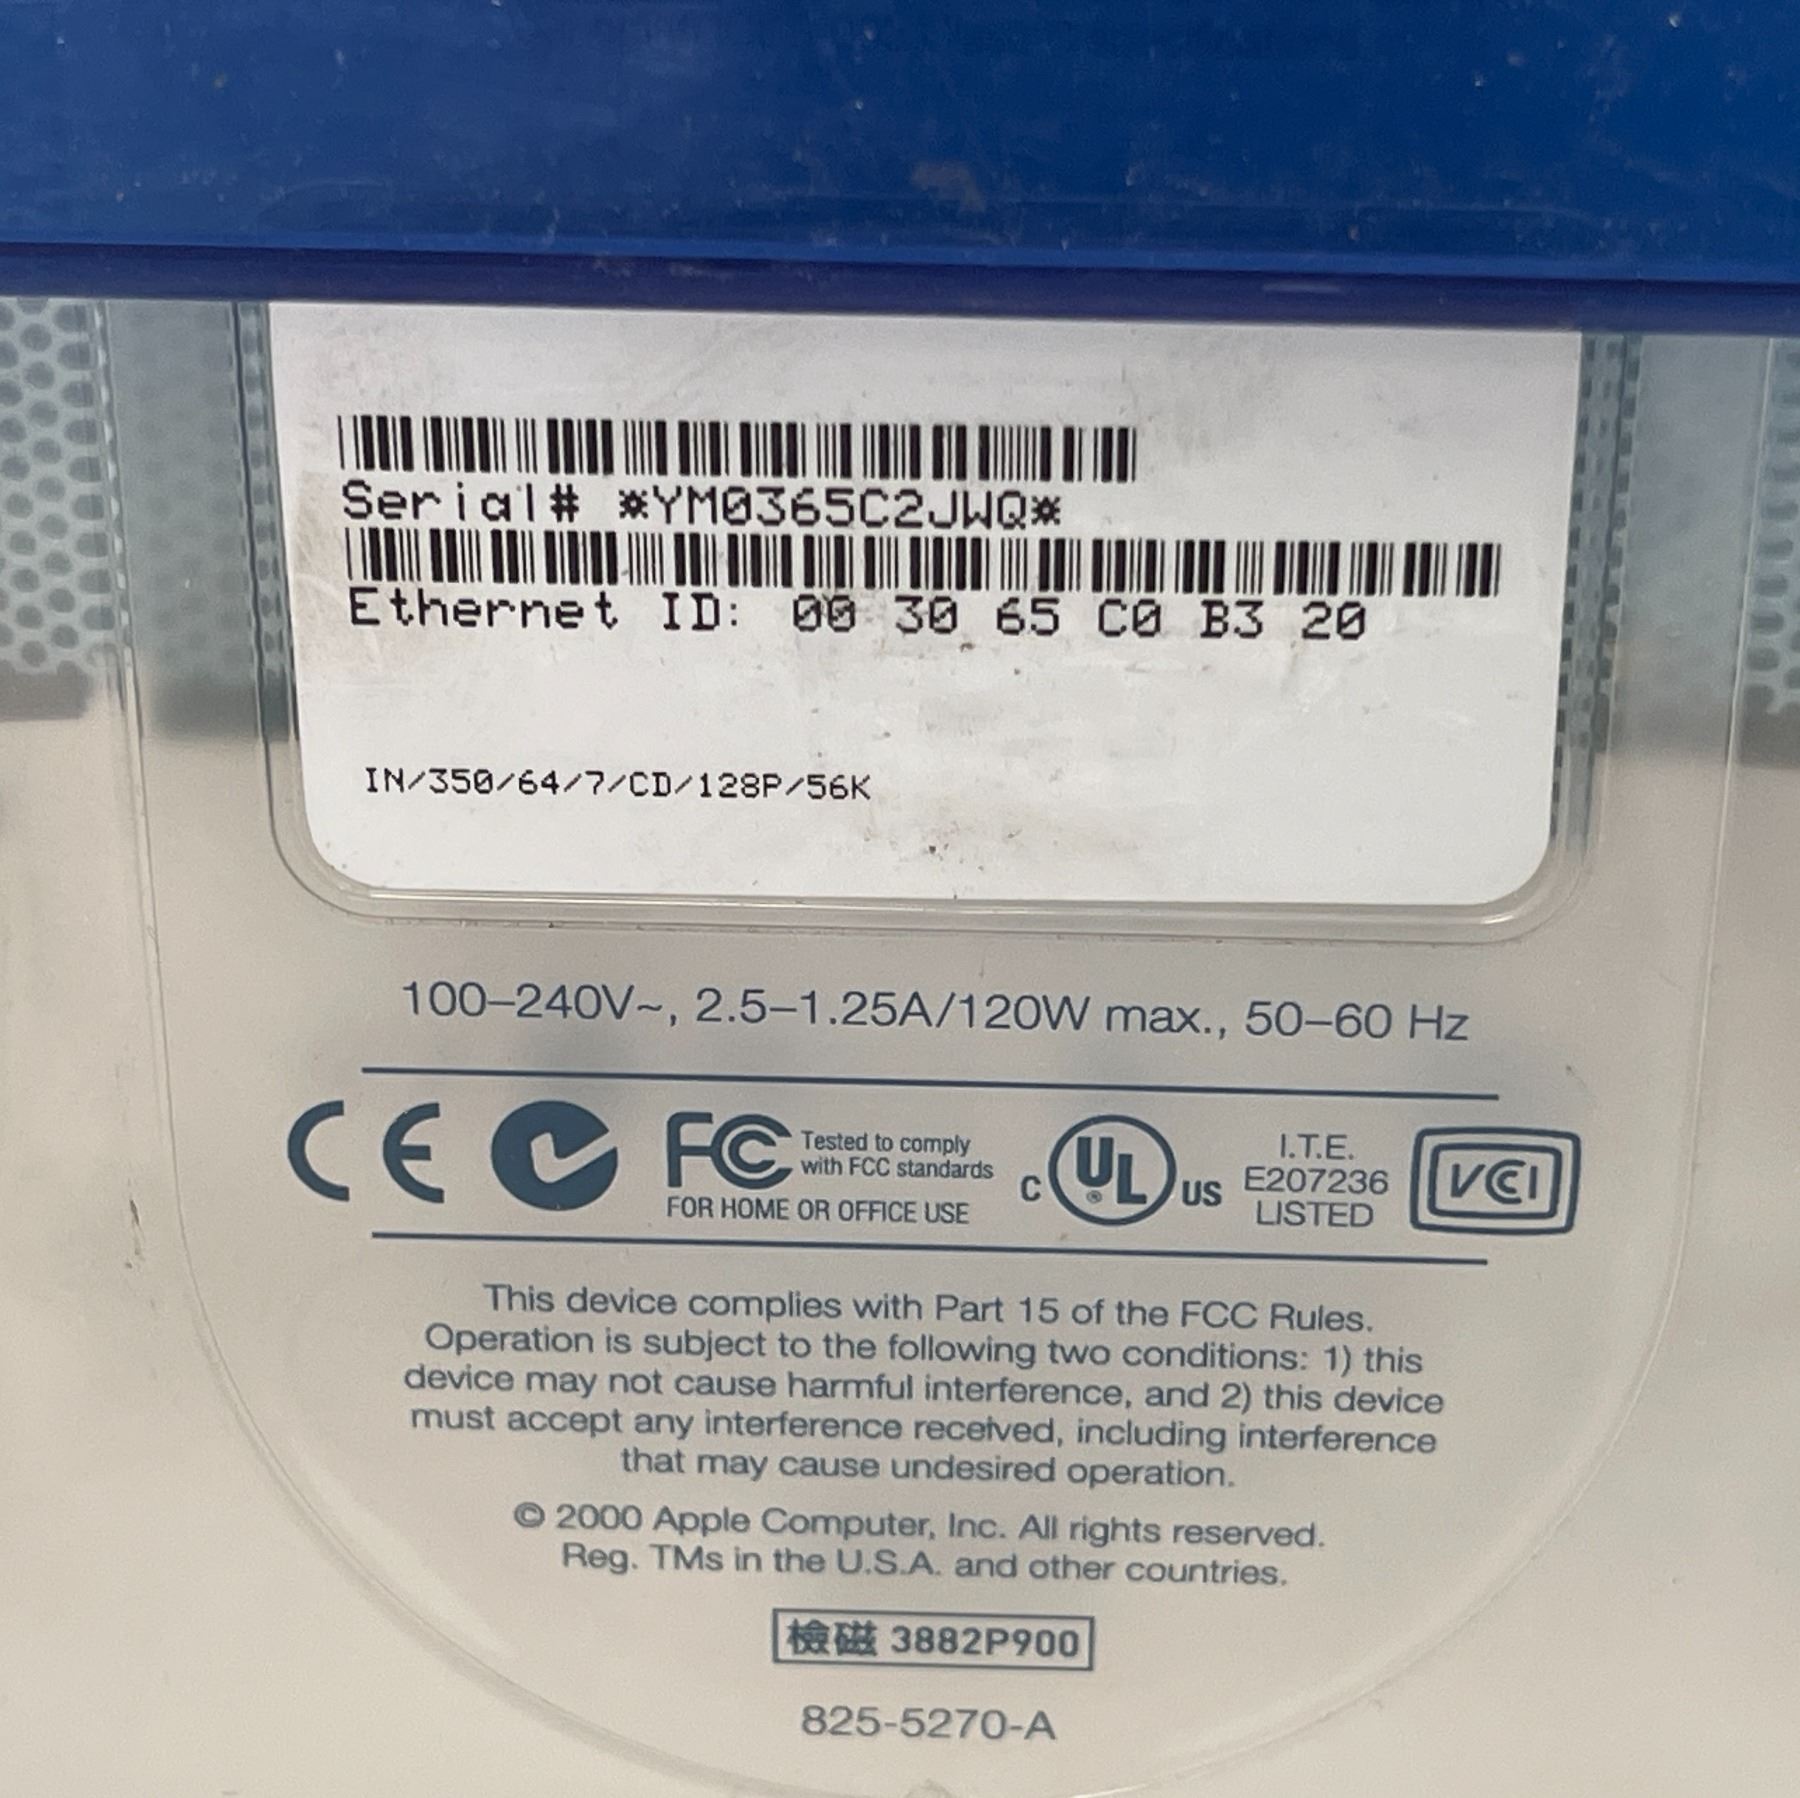 Serial# *YM0365C2JWQ*
Ethernet ID: 00 30 65 C0 B3 20
IN/350/64/7/CD/128P/56K
100–240V~, 2.5–1.25A/120W max., 50–60 Hz
CE FC Tested to comply
with FCC standards
FOR HOME OR OFFICE USE
C UL® US
I.T.E.
E207236
LISTED
VCI
This device complies with Part 15 of the FCC Rules.
Operation is subject to the following two conditions: 1) this
device may not cause harmful interference, and 2) this device
must accept any interference received, including interference
that may cause undesired operation.
© 2000 Apple Computer, Inc. All rights reserved.
Reg. TMs in the U.S.A. and other countries.
檢磁 3882P900
825-5270-A